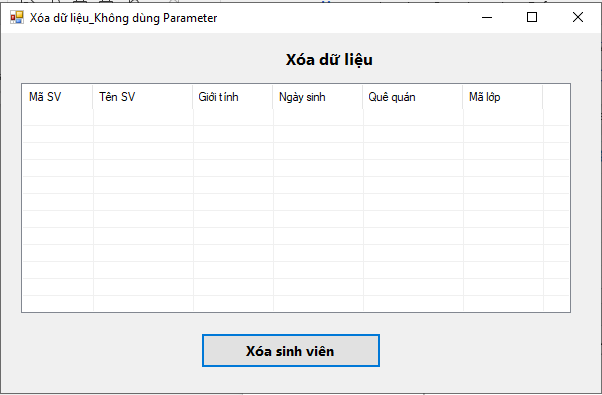 Xóa dữ liệu_Không dùng Parameter
Xóa dữ liệu
Mã SV Tên SV Giới tính Ngày sinh Quê quán Mã lớp
Xóa sinh viên